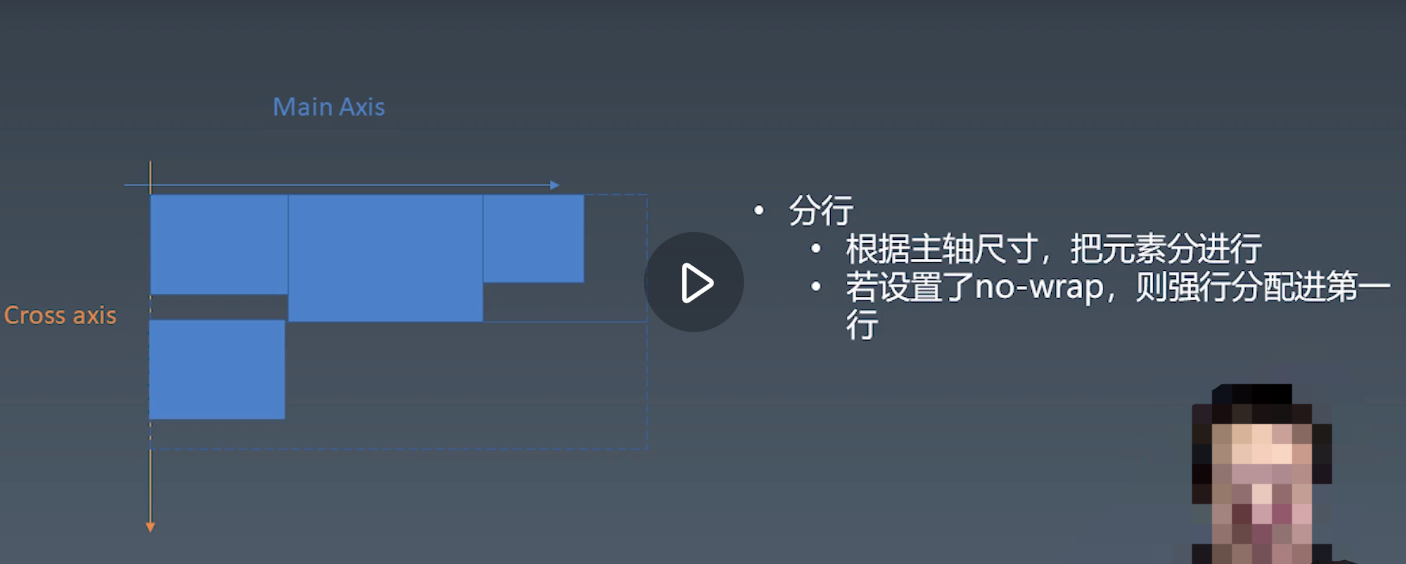 Main Axis
Cross axis
• 分行
• 根据主轴尺寸，把元素分进行
• 若设置了no-wrap，则强行分配进第一
行